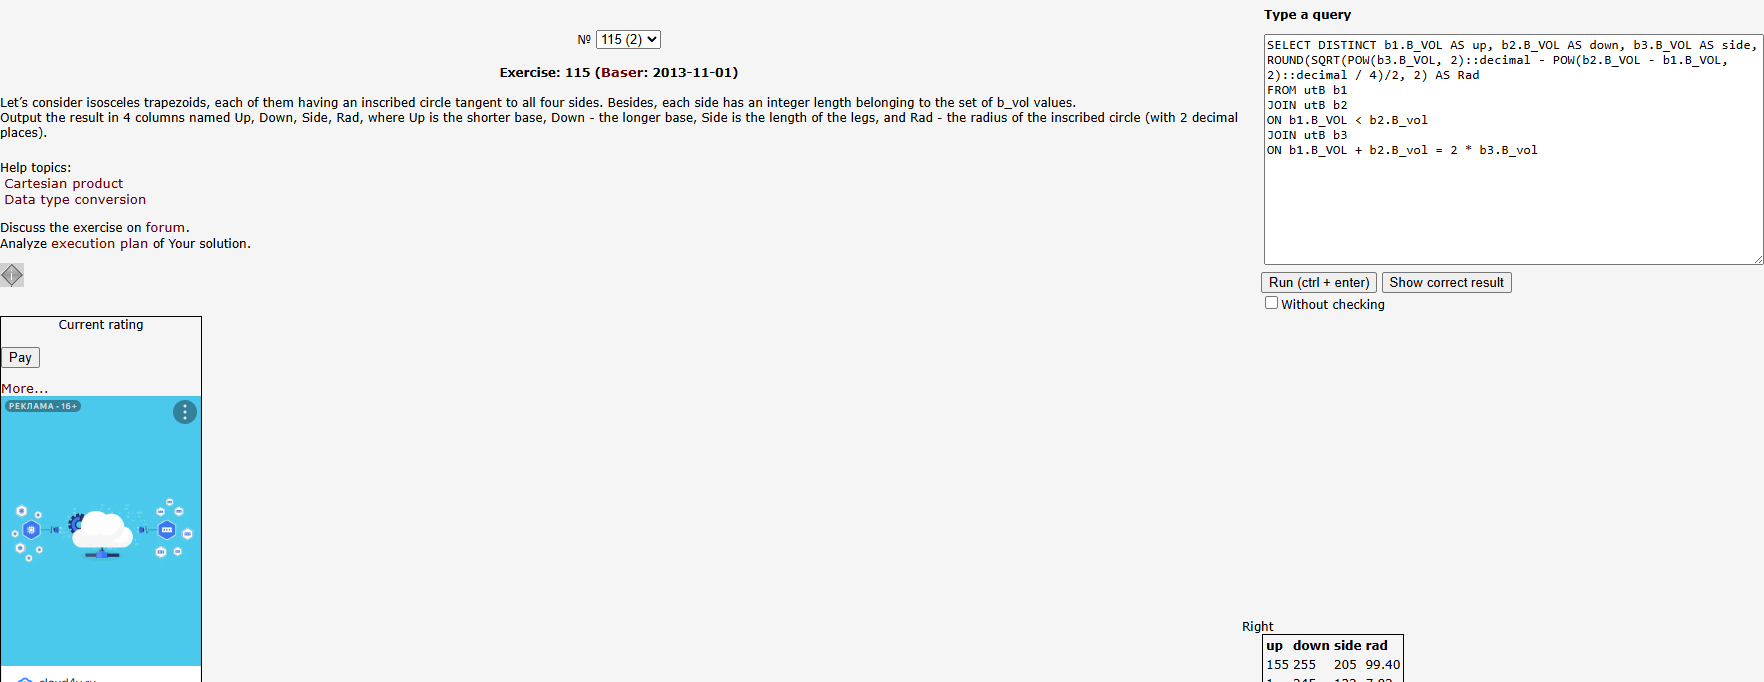 № 115 (2)
Exercise: 115 (Baser: 2013-11-01)
Let's consider isosceles trapezoids, each of them having an inscribed circle tangent to all four sides. Besides, each side has an integer length belonging to the set of b_vol values.
Output the result in 4 columns named Up, Down, Side, Rad, where Up is the shorter base, Down - the longer base, Side is the length of the legs, and Rad - the radius of the inscribed circle (with 2 decimal
places).
Help topics:
Cartesian product
Data type conversion
Discuss the exercise on forum.
Analyze execution plan of Your solution.
Current rating
Pay
More...
РЕКЛАМА • 16+
Type a query
SELECT DISTINCT b1.B_VOL AS up, b2.B_VOL AS down, b3.B_VOL AS side,
ROUND(SQRT(POW(b3.B_VOL, 2)::decimal - POW(b2.B_VOL - b1.B_VOL,
2)::decimal / 4)/2, 2) AS Rad
FROM utB b1
JOIN utB b2
ON b1.B_VOL < b2.B_vol
JOIN utB b3
ON b1.B_VOL + b2.B_vol = 2 * b3.B_vol
Run (ctrl + enter) Show correct result
Without checking
Right
up down side rad
155 255 205 99.40